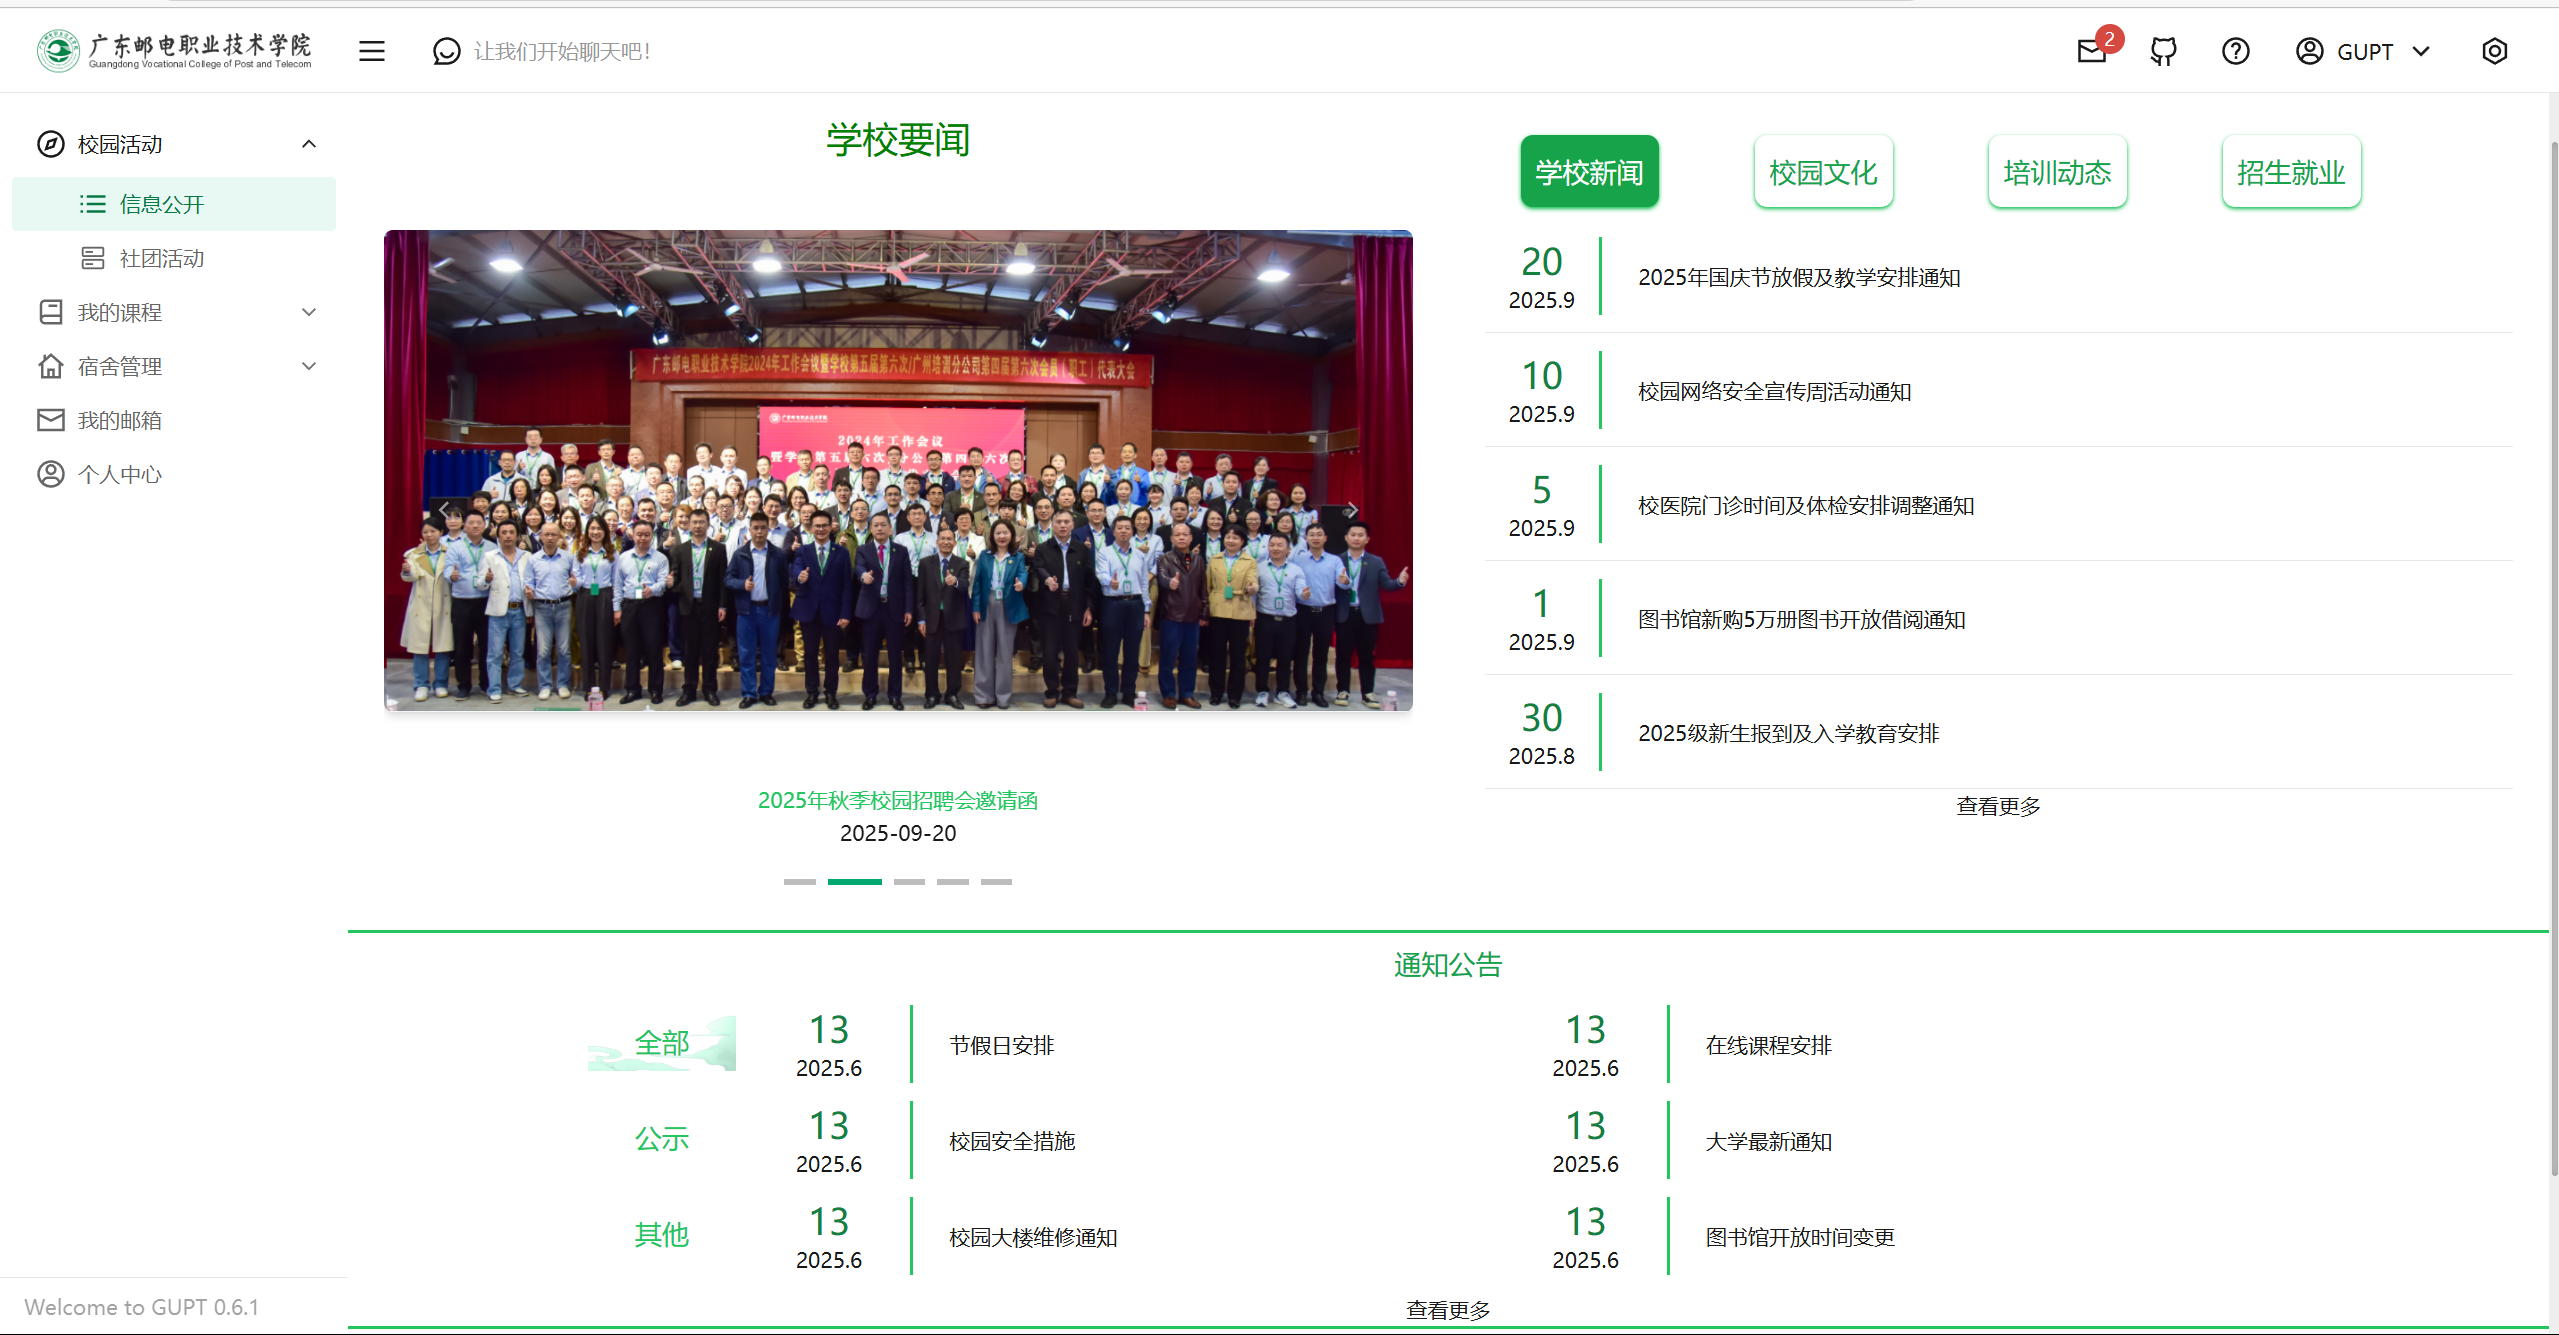 广东邮电职业技术学院
Guangdong Vocational College of Post and Telecom
让我们开始聊天吧！
2
GUPT
校园活动
信息公开
社团活动
我的课程
宿舍管理
我的邮箱
个人中心
Welcome to GUPT 0.6.1
学校要闻
广东邮电职业技术学院2024年工作会议暨学校第五届第六次/广州培训分公司第四届第六次会员（职工）代表大会
广东邮电职业技术学院
2024年工作会议
2025年秋季校园招聘会邀请函
2025-09-20
学校新闻
校园文化
培训动态
招生就业
20
2025.9
2025年国庆节放假及教学安排通知
10
2025.9
校园网络安全宣传周活动通知
5
2025.9
校医院门诊时间及体检安排调整通知
1
2025.9
图书馆新购5万册图书开放借阅通知
30
2025.8
2025级新生报到及入学教育安排
查看更多
通知公告
全部
公示
其他
13
2025.6
节假日安排
13
2025.6
在线课程安排
13
2025.6
校园安全措施
13
2025.6
大学最新通知
13
2025.6
校园大楼维修通知
13
2025.6
图书馆开放时间变更
查看更多